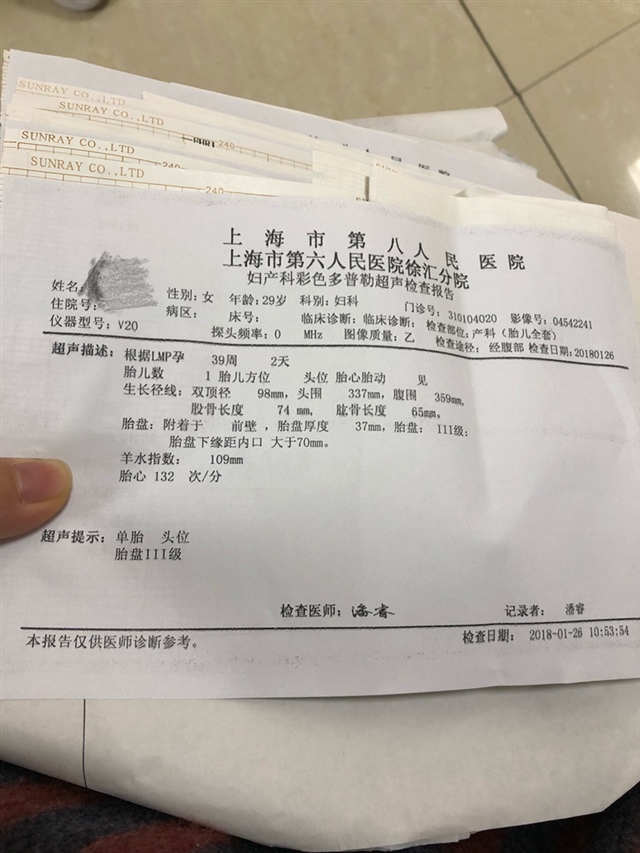 SUNRAY CO.,LTD
SUNRAY CO.,LTD
240
SUNRAY CO.,LTD
SUNRAY CO.,LTD
240
上海市第八人民医院
上海市第六人民医院徐汇分院
妇产科彩色多普勒超声检查报告
姓名: 性别:女 年龄:29岁 科别:妇科 门诊号:310104020 影像号:04542241
住院号: 病区: 床号: 临床诊断:临床诊断: 检查部位:产科(胎儿全套)
仪器型号:V20 探头频率:0 MHz 图像质量:乙 检查途径:经腹部 检查日期:20180126
超声描述:根据LMP孕 39周 2天
胎儿数 1 胎儿方位 头位 胎心胎动 见
生长径线:双顶径 98mm,头围 337mm,腹围 359mm。
股骨长度 74 mm, 肱骨长度 65mm。
胎盘:附着于 前壁 ,胎盘厚度 37mm,胎盘: III级;
胎盘下缘距内口 大于70mm。
羊水指数: 109mm
胎心 132 次/分
超声提示:单胎 头位
胎盘III级
检查医师:潘睿 记录者: 潘睿
本报告仅供医师诊断参考。 检查日期: 2018-01-26 10:53:54